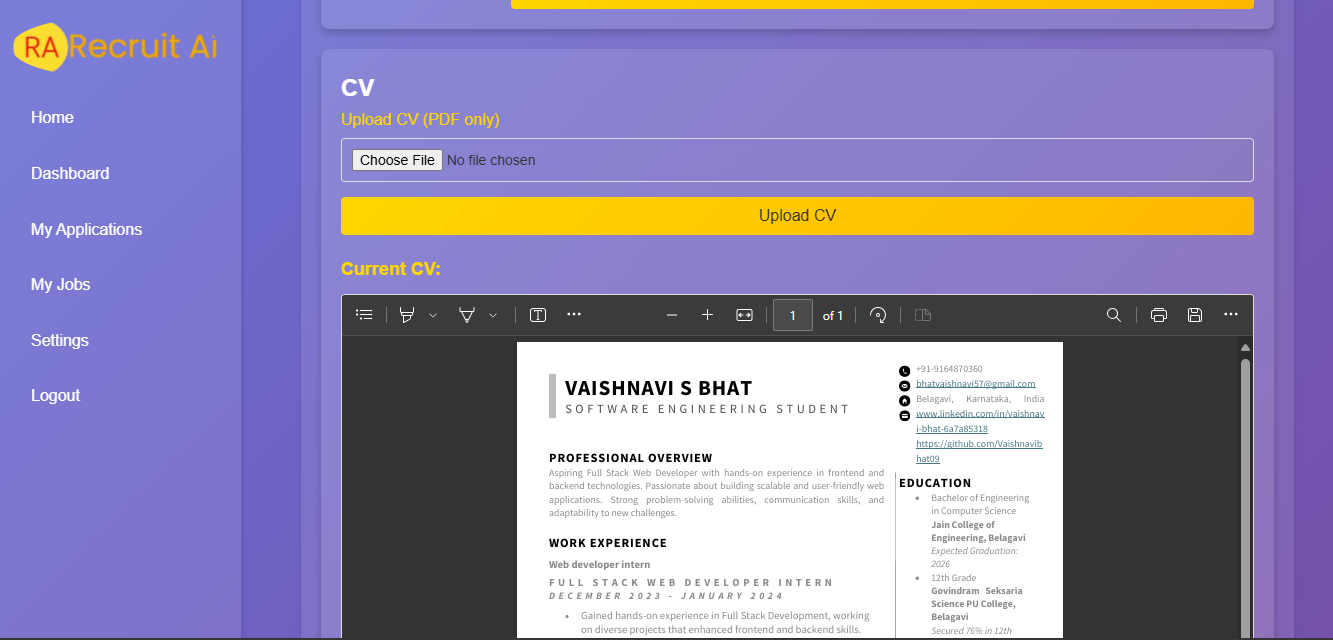 RA Recruit Ai
Home
Dashboard
My Applications
My Jobs
Settings
Logout
CV
Upload CV (PDF only)
Choose File No file chosen
Upload CV
Current CV:
1 of 1
VAISHNAVI S BHAT
SOFTWARE ENGINEERING STUDENT
PROFESSIONAL OVERVIEW
Aspiring Full Stack Web Developer with hands-on experience in frontend and
backend technologies. Passionate about building scalable and user-friendly web
applications. Strong problem-solving abilities, communication skills, and
adaptability to new challenges.
WORK EXPERIENCE
Web developer intern
FULL STACK WEB DEVELOPER INTERN
DECEMBER 2023 - JANUARY 2024
• Gained hands-on experience in Full Stack Development, working
on diverse projects that enhanced frontend and backend skills.
+91-9164870360
bhatvaishnavi57@gmail.com
Belagavi, Karnataka, India
www.linkedin.com/in/vaishnav
i-bhat-6a7a85318
https://github.com/Vaishnavib
hat09
EDUCATION
• Bachelor of Engineering
in Computer Science
Jain College of
Engineering, Belagavi
Expected Graduation:
2026
• 12th Grade
Govindram Seksaria
Science PU College,
Belagavi
Secured 76% in 12th